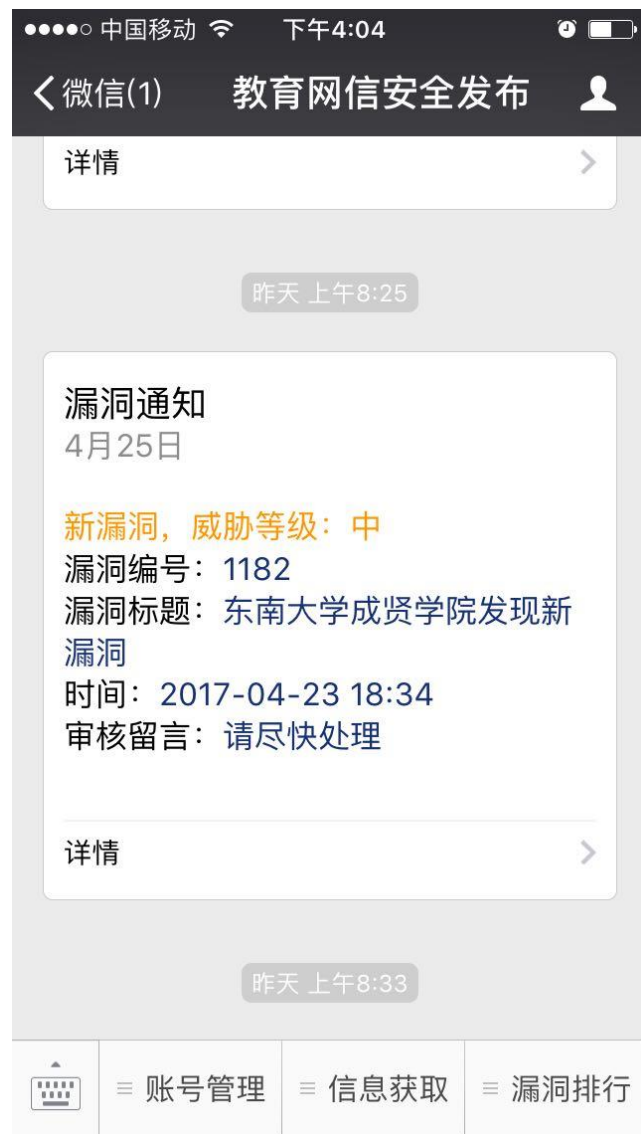 中国移动 下午4:04
微信(1) 教育网信安全发布
详情
昨天 上午8:25
漏洞通知
4月25日
新漏洞，威胁等级：中
漏洞编号：1182
漏洞标题：东南大学成贤学院发现新
漏洞
时间：2017-04-23 18:34
审核留言：请尽快处理
详情
昨天 上午8:33
账号管理 信息获取 漏洞排行